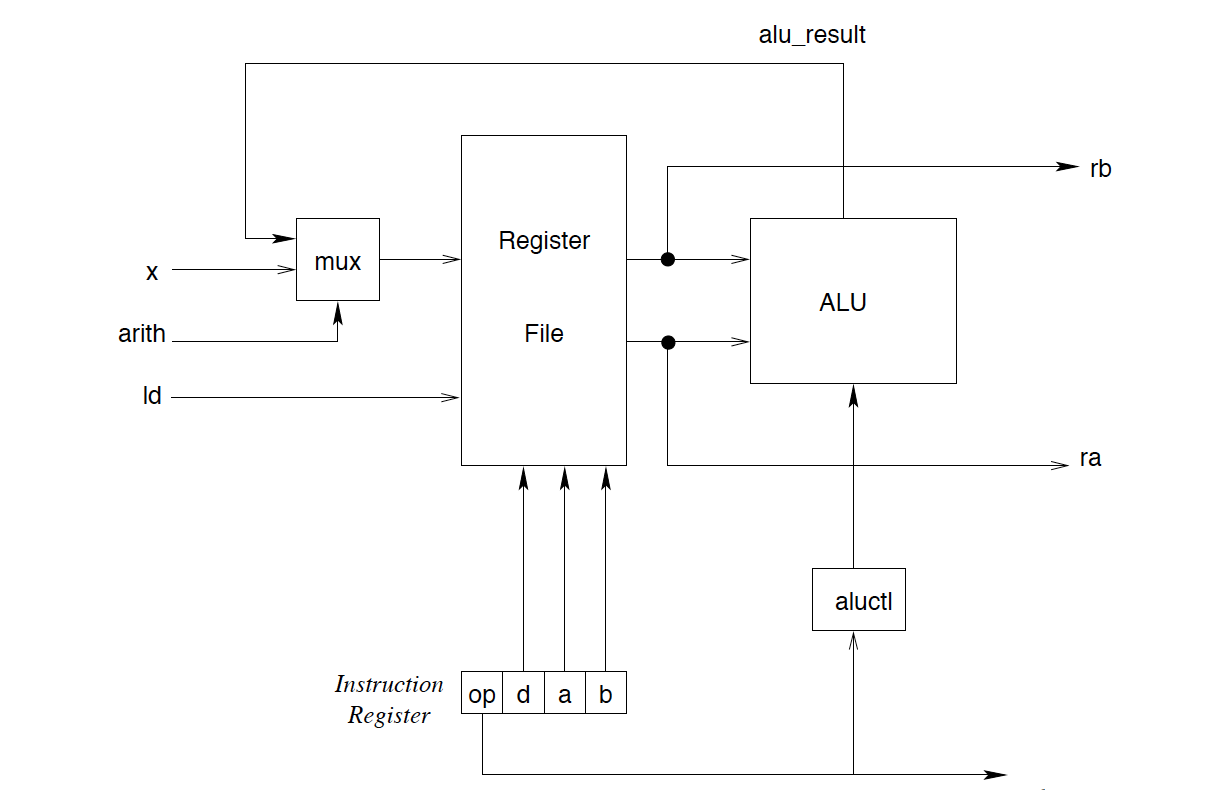 alu_result
rb
Register
mux
x
ALU
File
arith
ld
ra
aluctl
Instruction
op d a b
Register